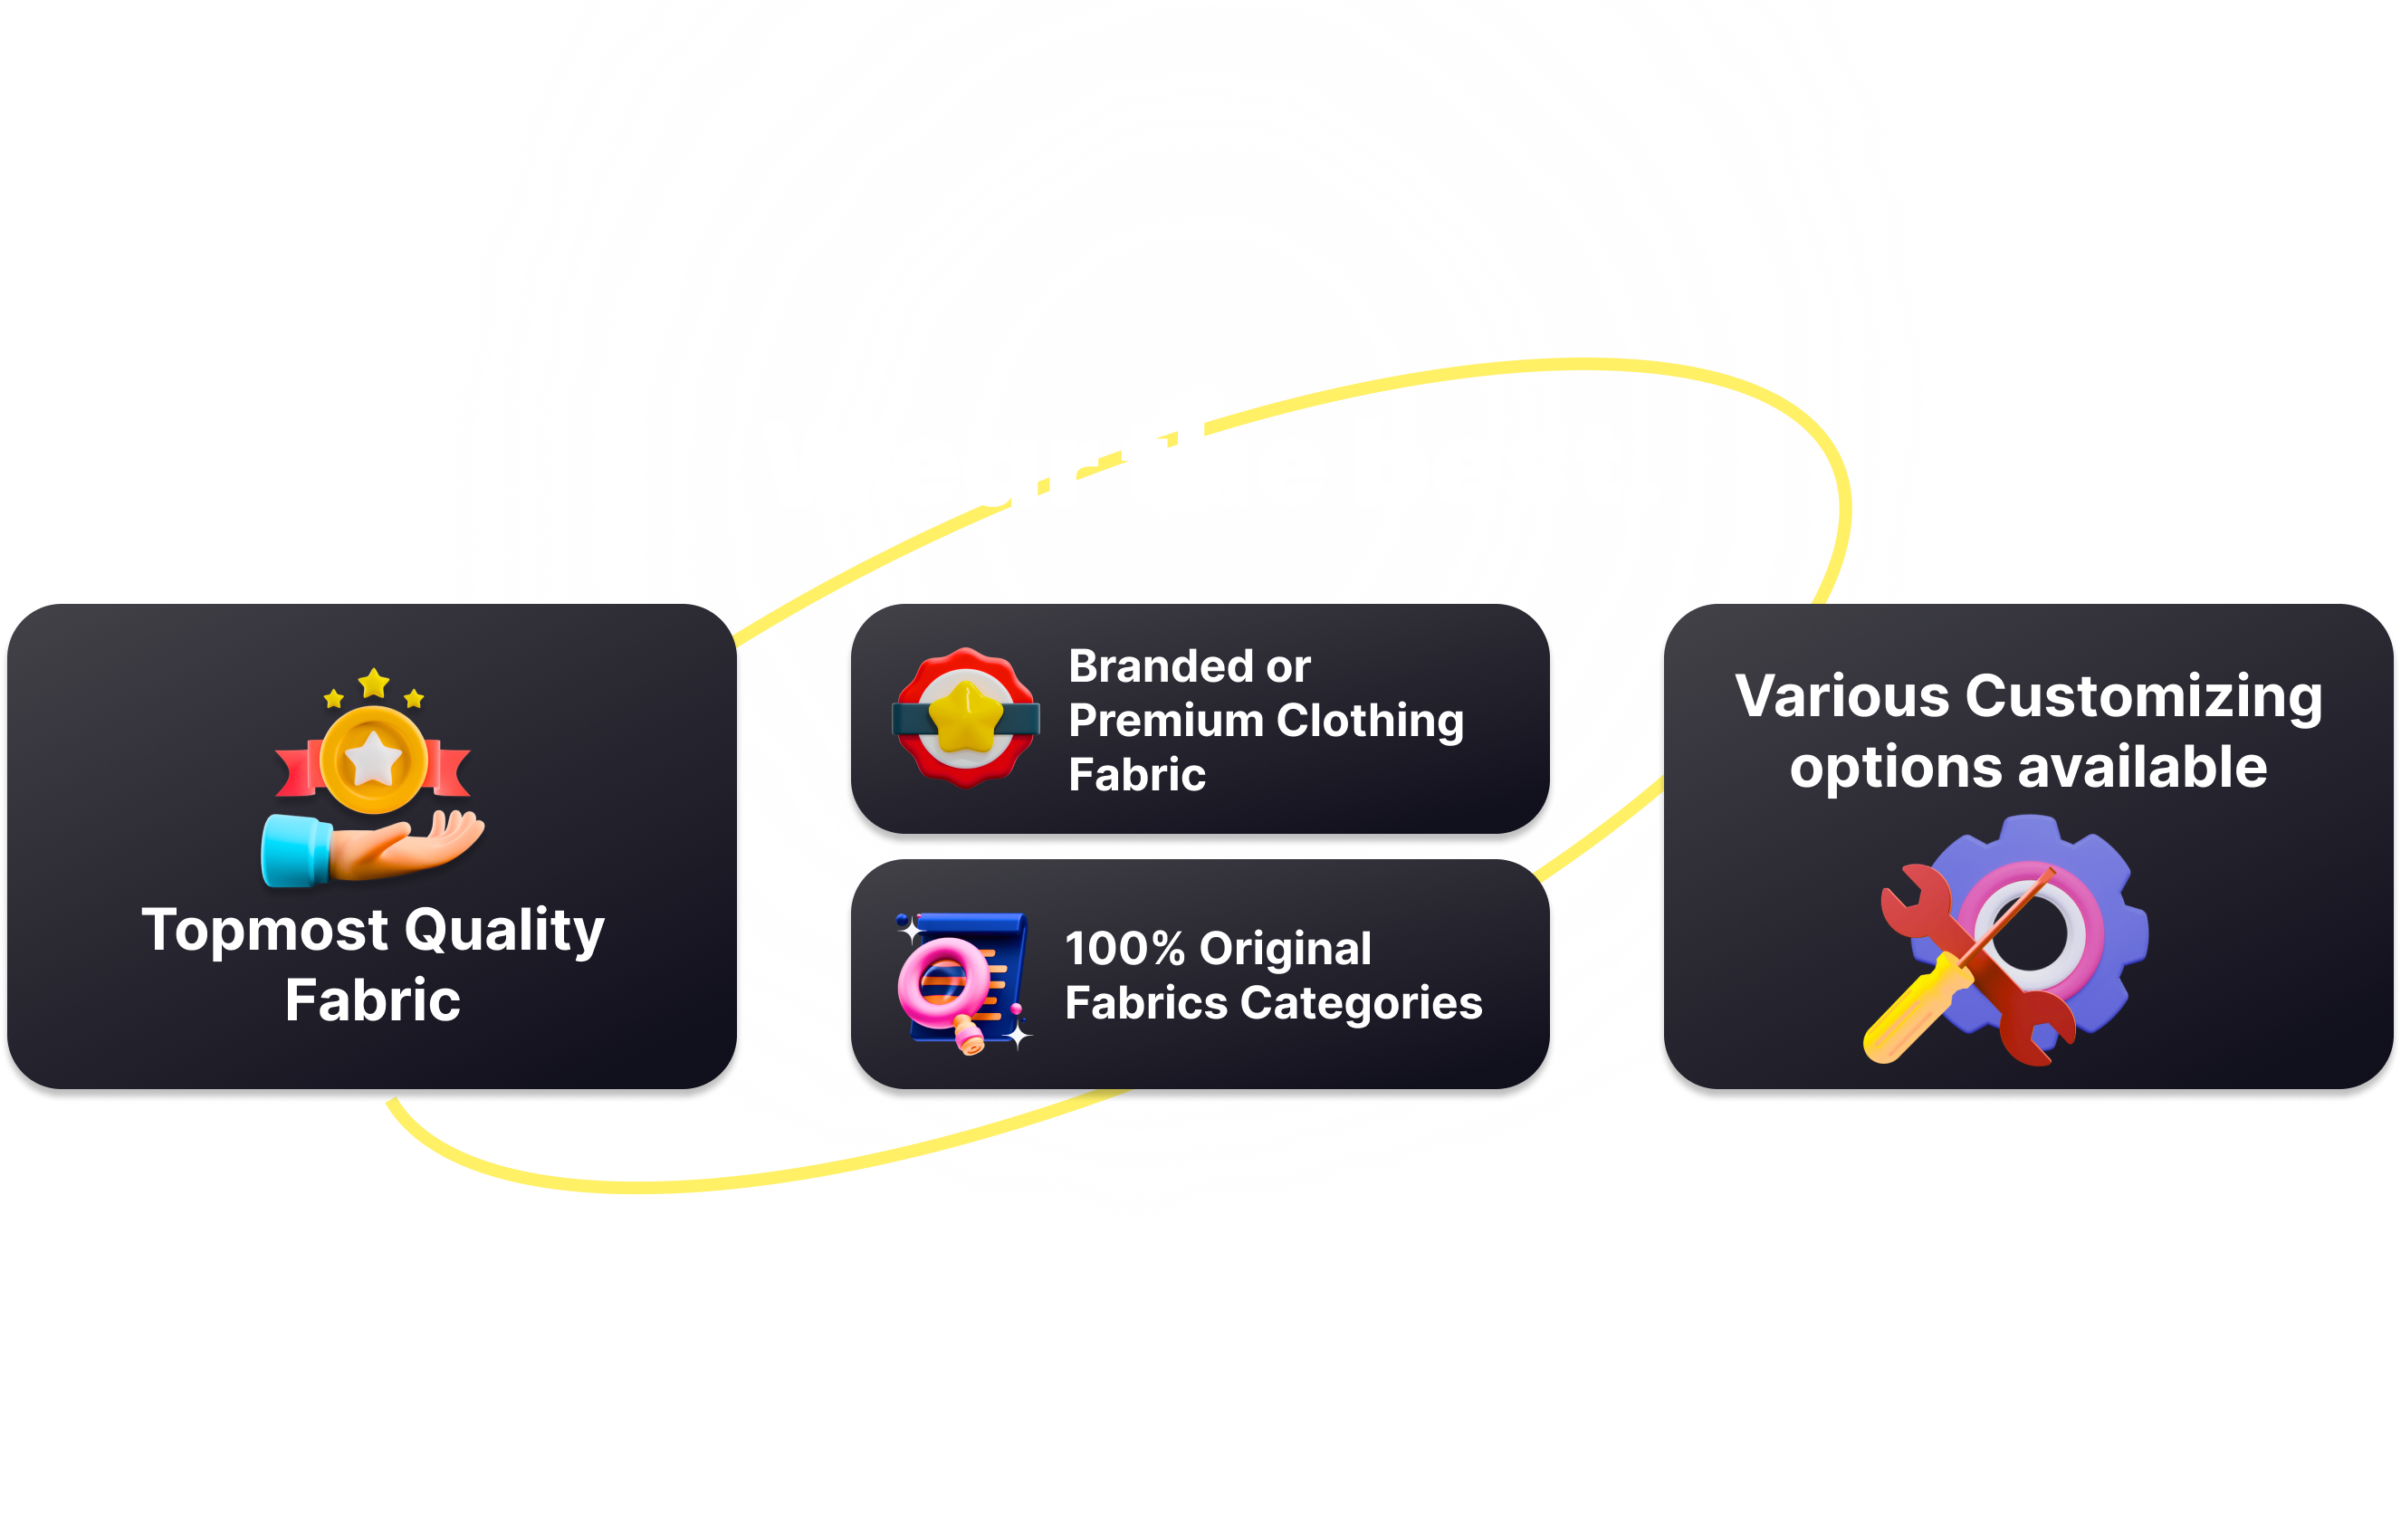 Topmost Quality
Fabric
Branded or
Premium Clothing
Fabric
100% Original
Fabrics Categories
Various Customizing
options available